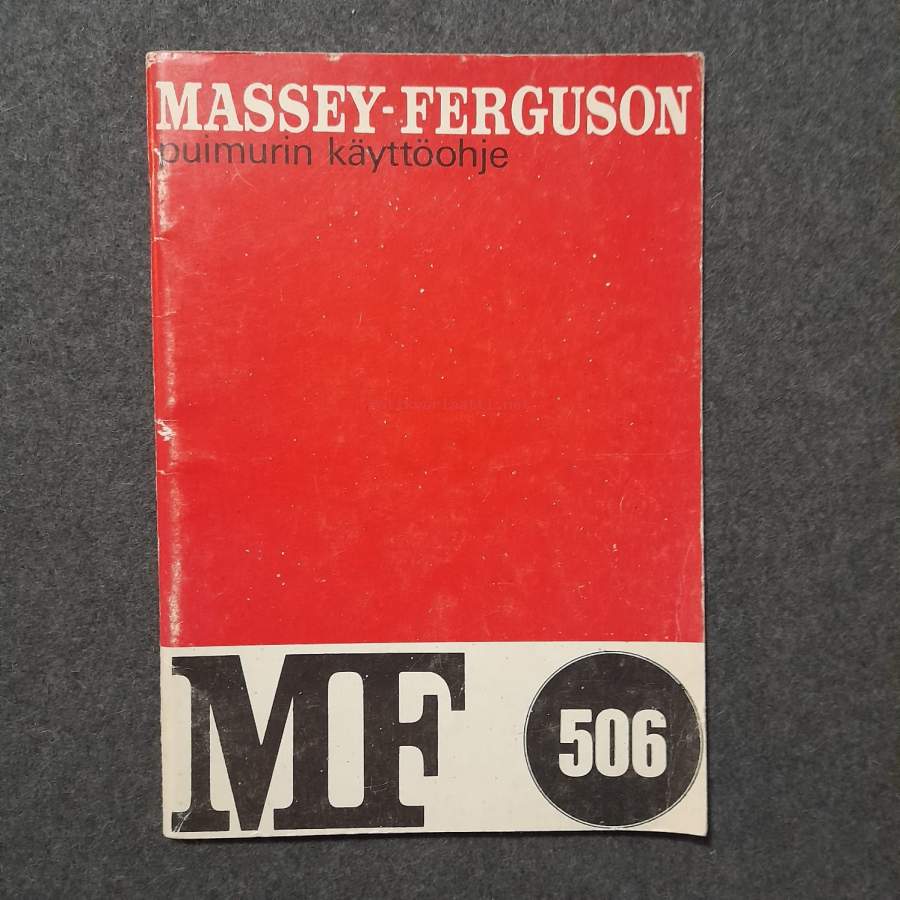 MASSEY-FERGUSON
puimurin käyttöohje
MF
506